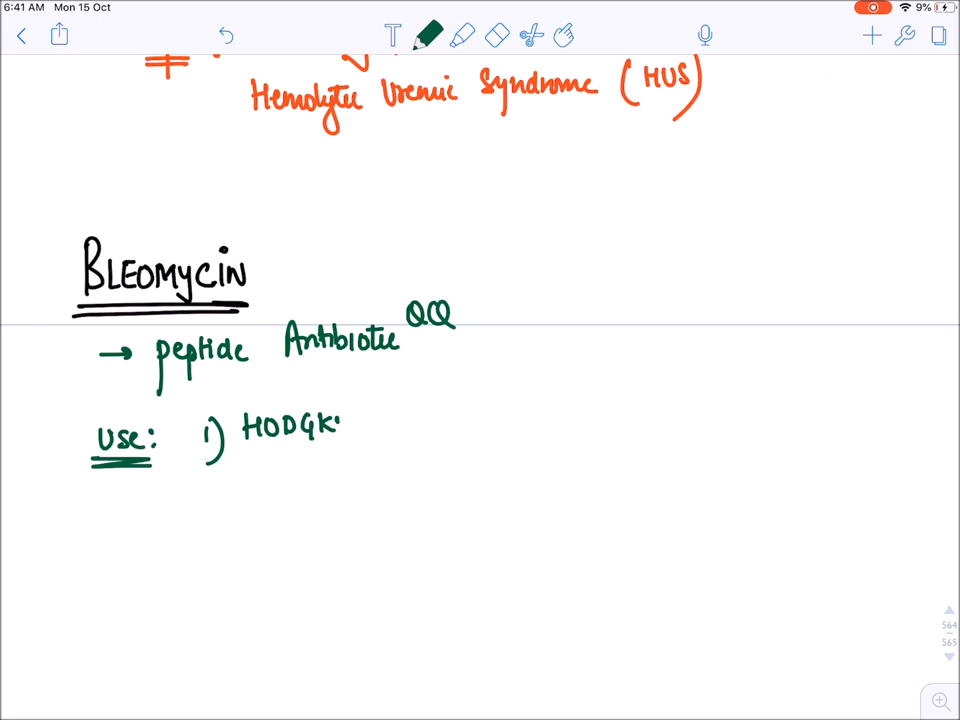 6:41 AM Mon 15 Oct 9%
T
Hemolytic Uremic Syndrome (HUS)
BLEOMYCIN
→ peptide Antibiotic
Use: 1) HODGK
564
565